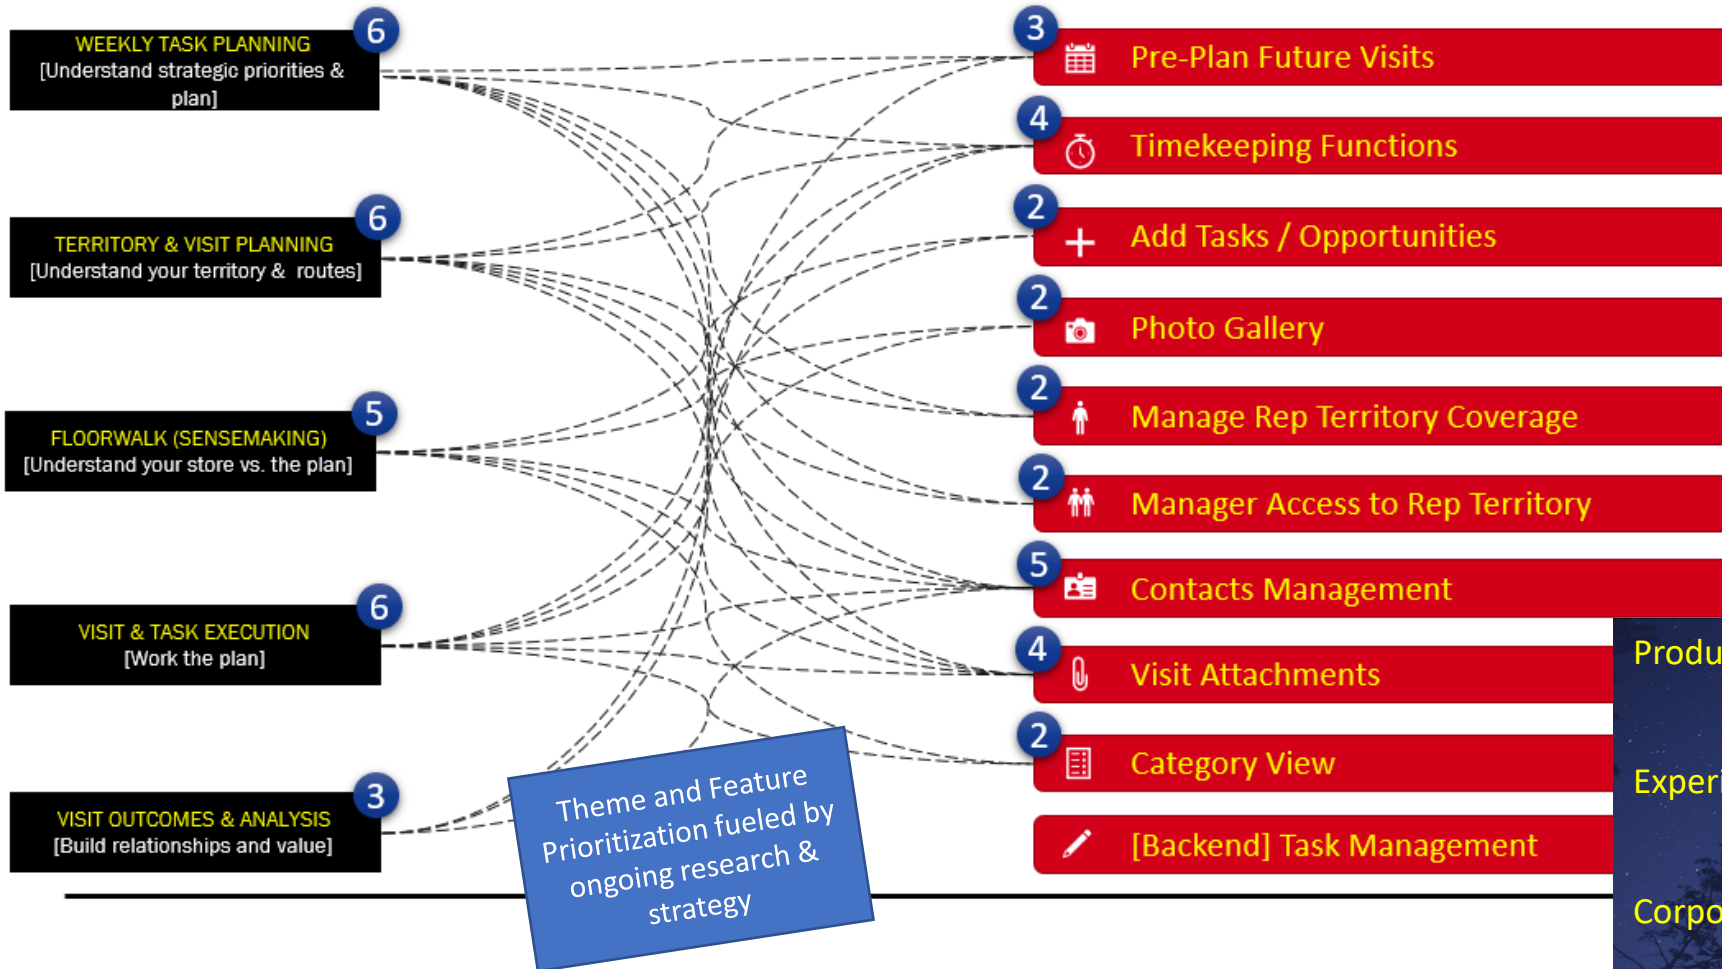 6
WEEKLY TASK PLANNING
[Understand strategic priorities &
plan]
6
TERRITORY & VISIT PLANNING
[Understand your territory & routes]
5
FLOORWALK (SENSEMAKING)
[Understand your store vs. the plan]
6
VISIT & TASK EXECUTION
[Work the plan]
3
VISIT OUTCOMES & ANALYSIS
[Build relationships and value]
Theme and Feature
Prioritization fueled by
ongoing research &
strategy
3
Pre-Plan Future Visits
4
Timekeeping Functions
2
Add Tasks / Opportunities
2
Photo Gallery
2
Manage Rep Territory Coverage
2
Manager Access to Rep Territory
5
Contacts Management
4
Visit Attachments
2
Category View
[Backend] Task Management
Produ
Experi
Corpo